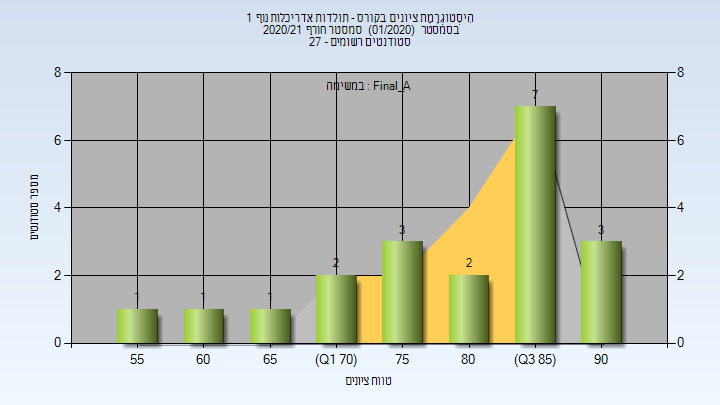 היסטוגרמת ציונים בקורס - תולדות אדריכלות נוף 1
בסמסטר (01/2020) סמסטר חורף 2020/21
סטודנטים רשומים - 27
במשימה : Final_A
מספר סטודנטים
8 8
6 6
4 4
2 2
0 0
1 1 1 2 3 2 7 3
55 60 65 (Q1 70) 75 80 (Q3 85) 90
טווח ציונים